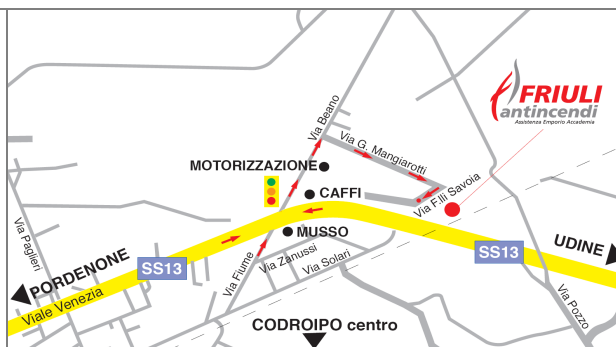 FRIULI
antincendi
Assistenza Emporio Accademia
Via Beano
Via G. Mangiarotti
MOTORIZZAZIONE
CAFFI
Via F.lli Savoia
MUSSO
Via Paglieri
PORDENONE
SS13
Viale Venezia
Via Fiume
Via Zanussi
Via Solari
SS13
UDINE
Via Pozzo
CODROIPO centro